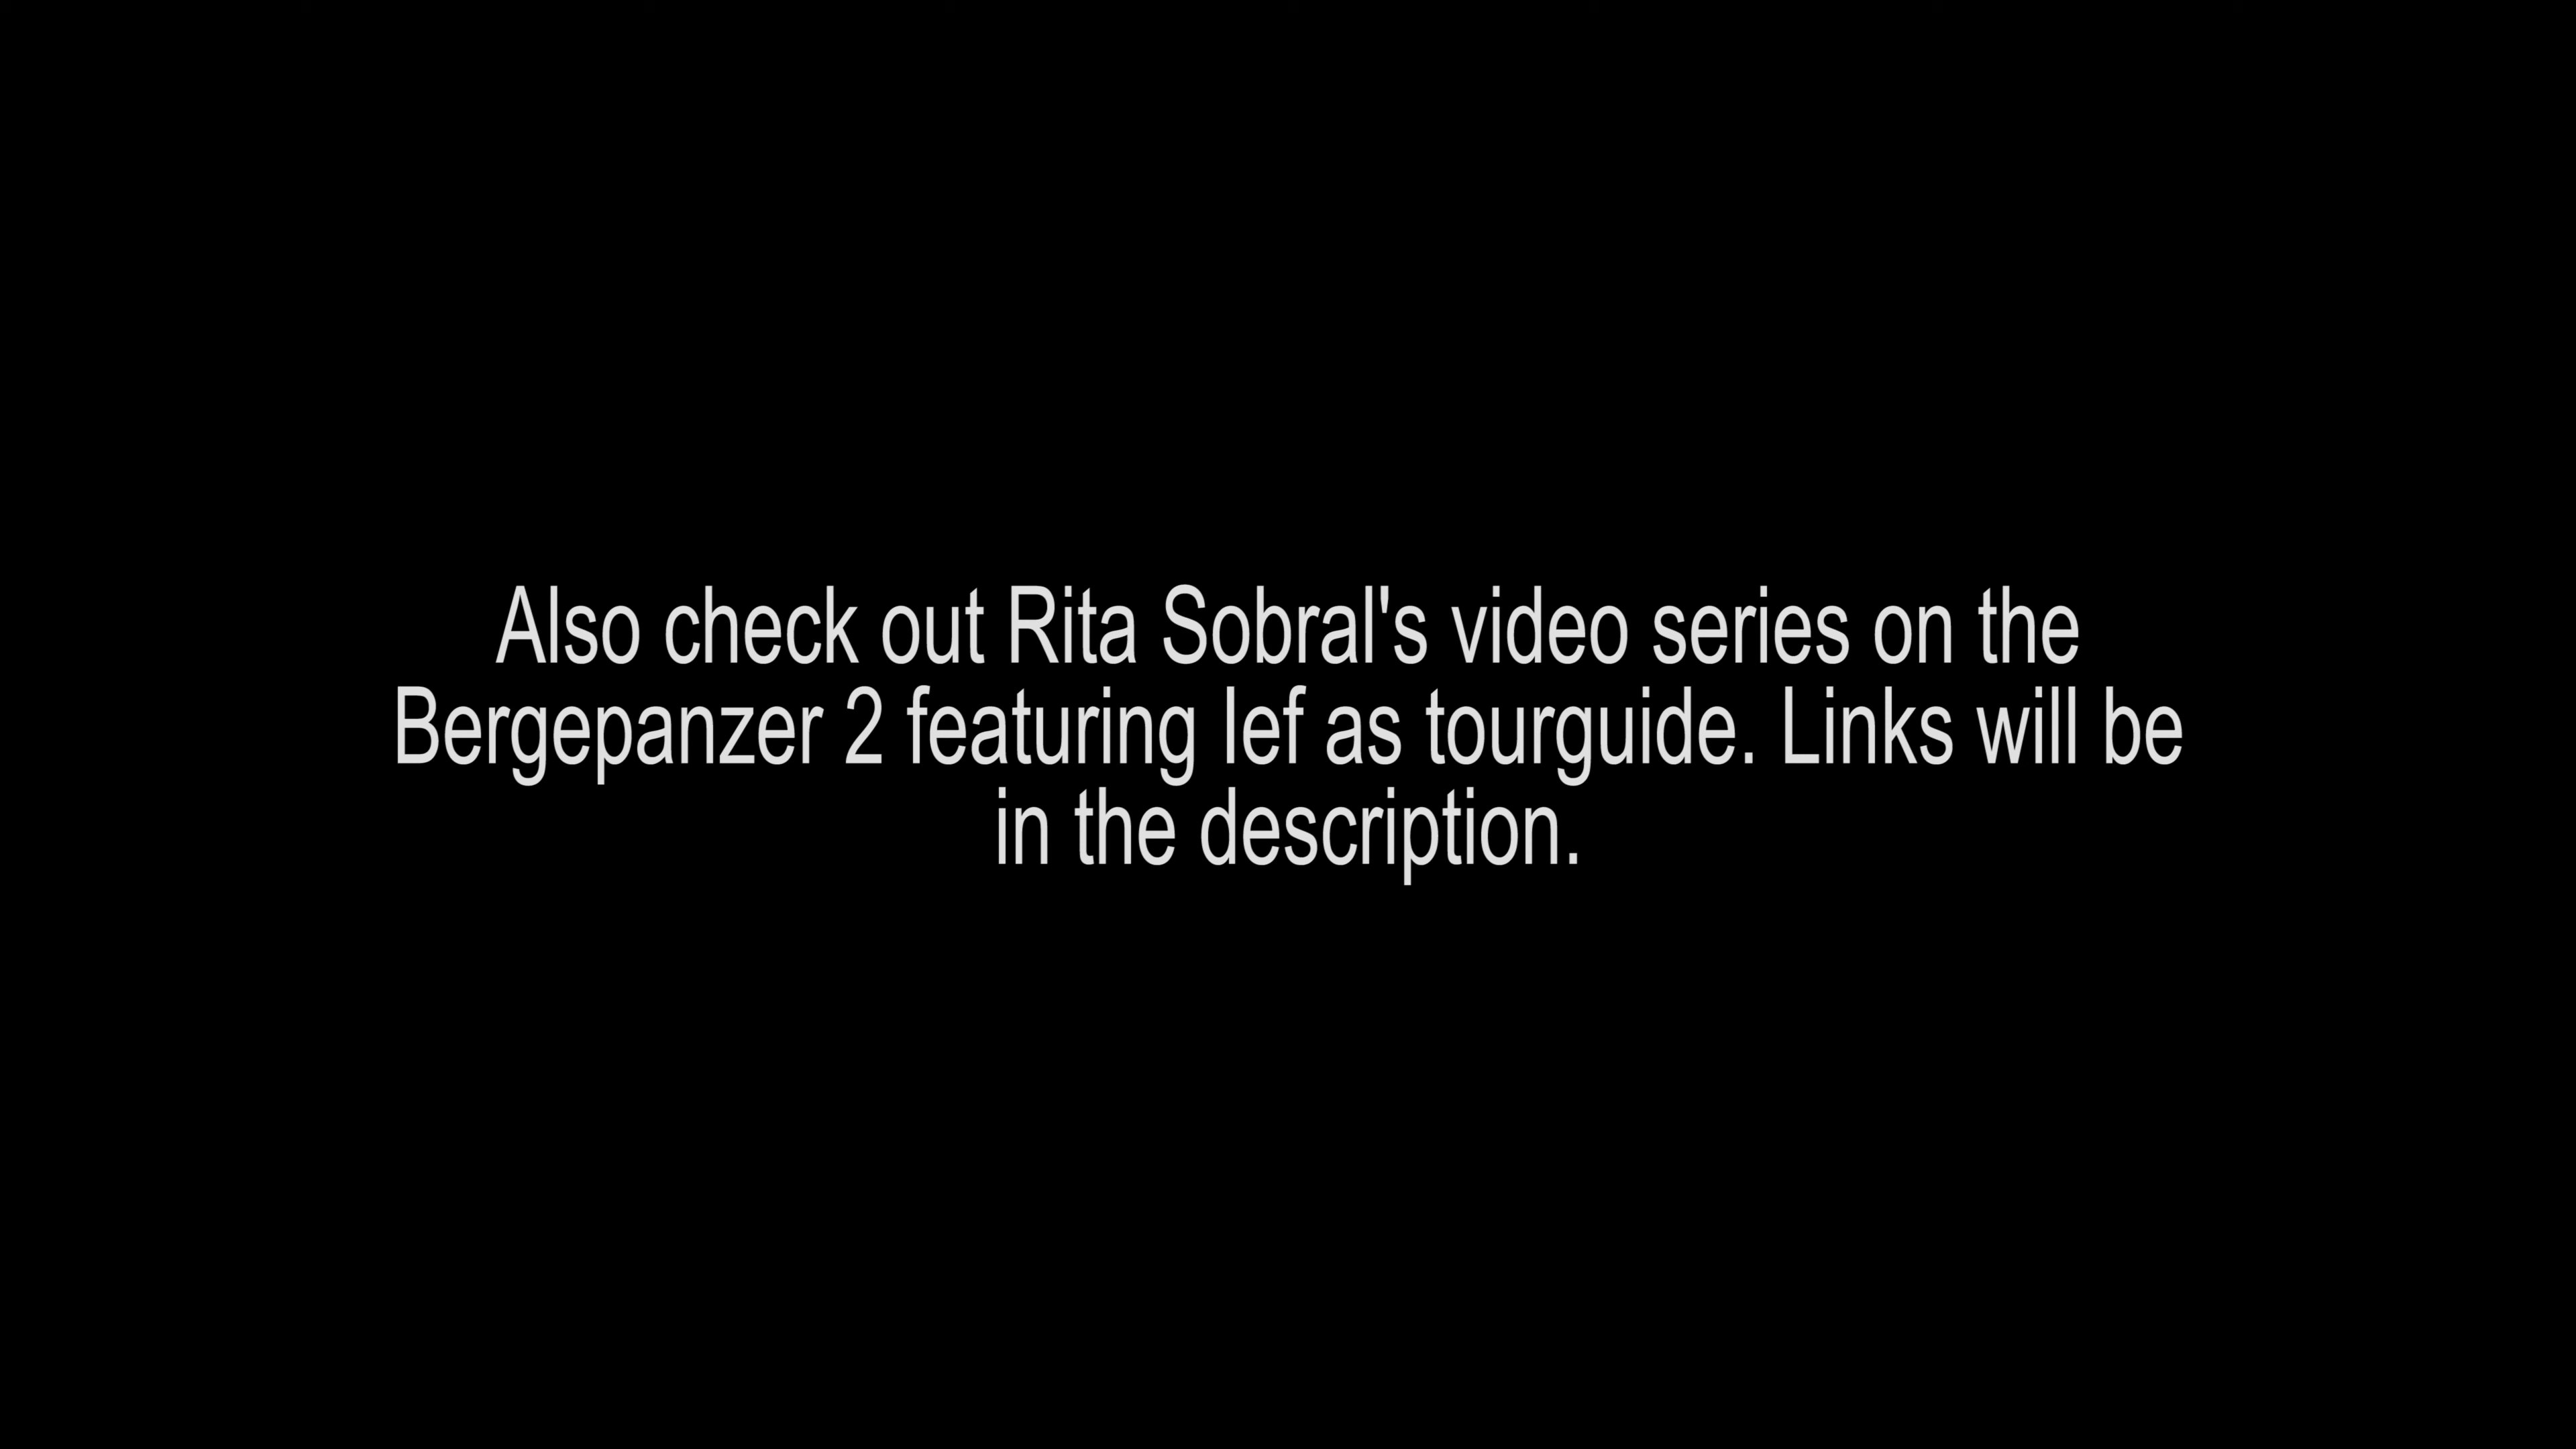 Also check out Rita Sobral's video series on the
Bergepanzer 2 featuring Ief as tourguide. Links will be
in the description.